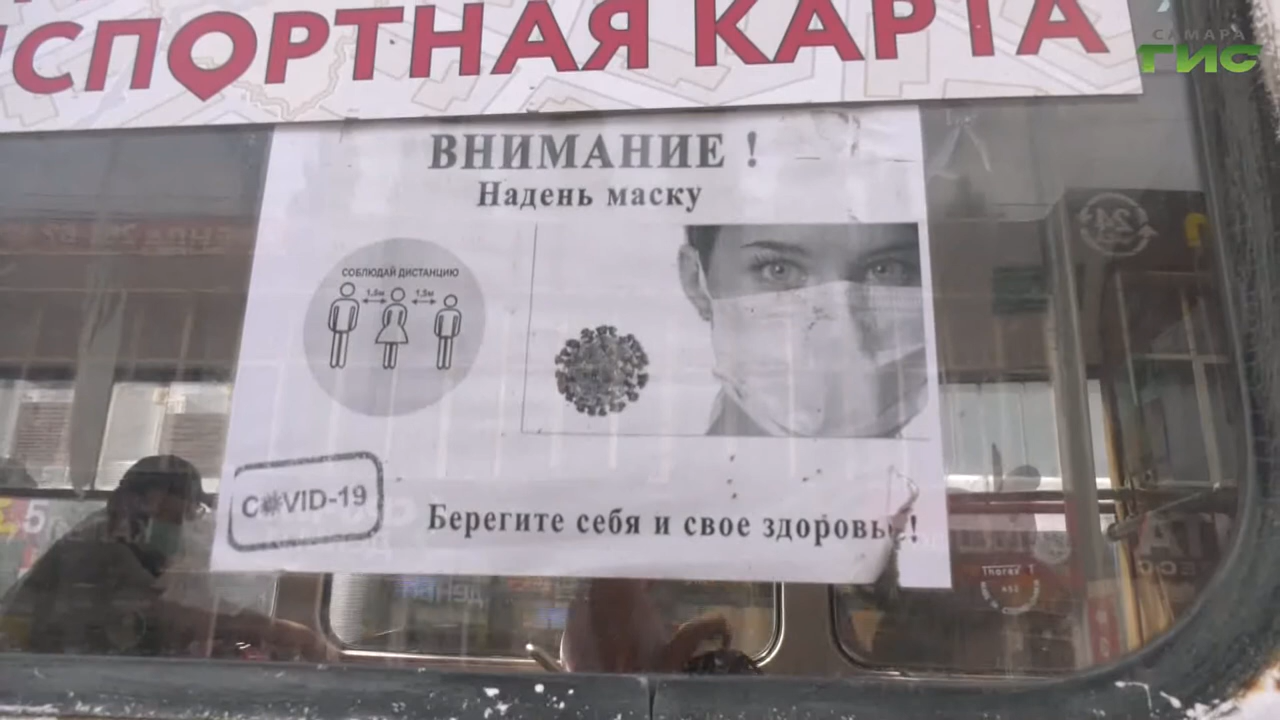 СПОРТНАЯ КАРТА
САМАРА
ГИС
ВНИМАНИЕ !
Надень маску
СОБЛЮДАЙ ДИСТАНЦИЮ
1,5м 1,5м
COVID-19
Берегите себя и свое здоровье!
24